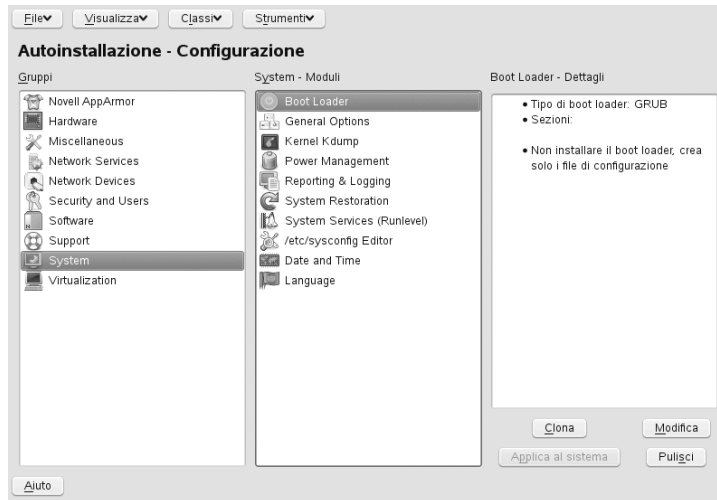 File Visualizza Classi Strumenti
Autoinstallazione - Configurazione
Gruppi
Novell AppArmor
Hardware
Miscellaneous
Network Services
Network Devices
Security and Users
Software
Support
System
Virtualization
System - Moduli
Boot Loader
General Options
Kernel Kdump
Power Management
Reporting & Logging
System Restoration
System Services (Runlevel)
/etc/sysconfig Editor
Date and Time
Language
Boot Loader - Dettagli
• Tipo di boot loader: GRUB
• Sezioni:
• Non installare il boot loader, crea
solo i file di configurazione
Clona Modifica
Applica al sistema Pulisci
Aiuto